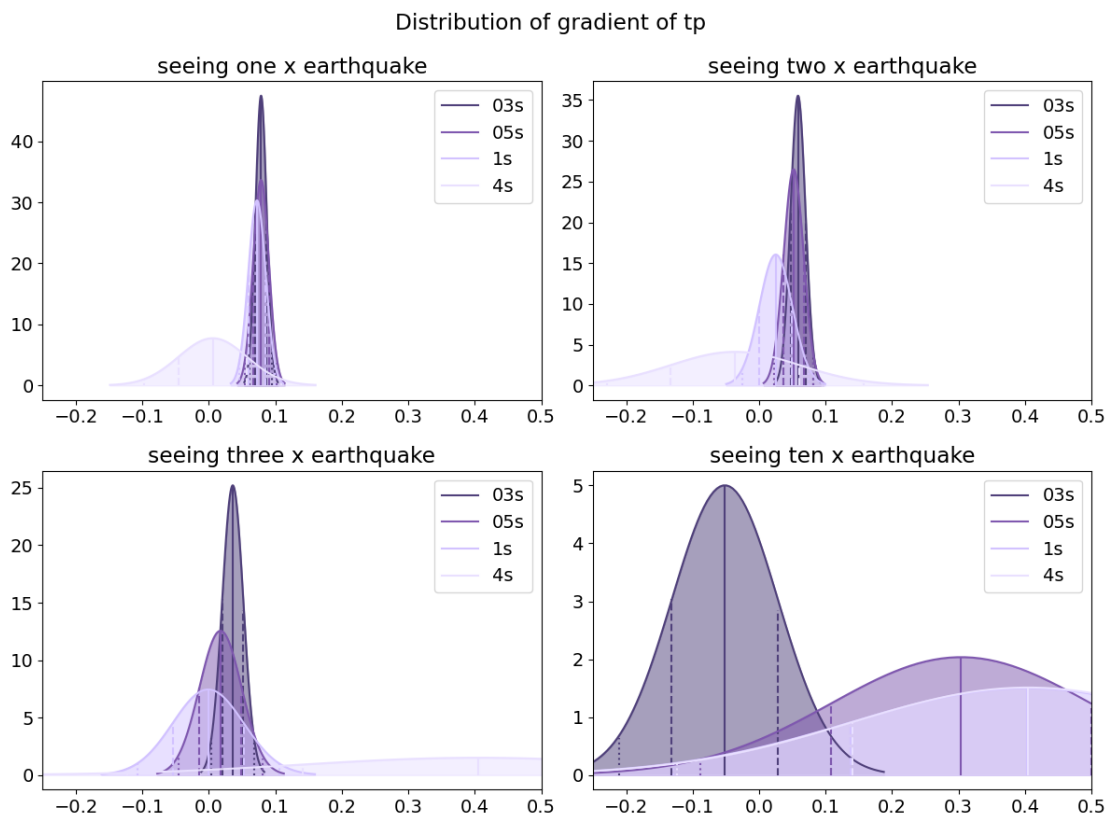 Distribution of gradient of tp
seeing one x earthquake
03s
05s
1s
4s
40
30
20
10
0
−0.2 −0.1 0.0 0.1 0.2 0.3 0.4 0.5
seeing two x earthquake
03s
05s
1s
4s
35
30
25
20
15
10
5
0
−0.2 −0.1 0.0 0.1 0.2 0.3 0.4 0.5
seeing three x earthquake
03s
05s
1s
4s
25
20
15
10
5
0
−0.2 −0.1 0.0 0.1 0.2 0.3 0.4 0.5
seeing ten x earthquake
03s
05s
1s
4s
5
4
3
2
1
0
−0.2 −0.1 0.0 0.1 0.2 0.3 0.4 0.5